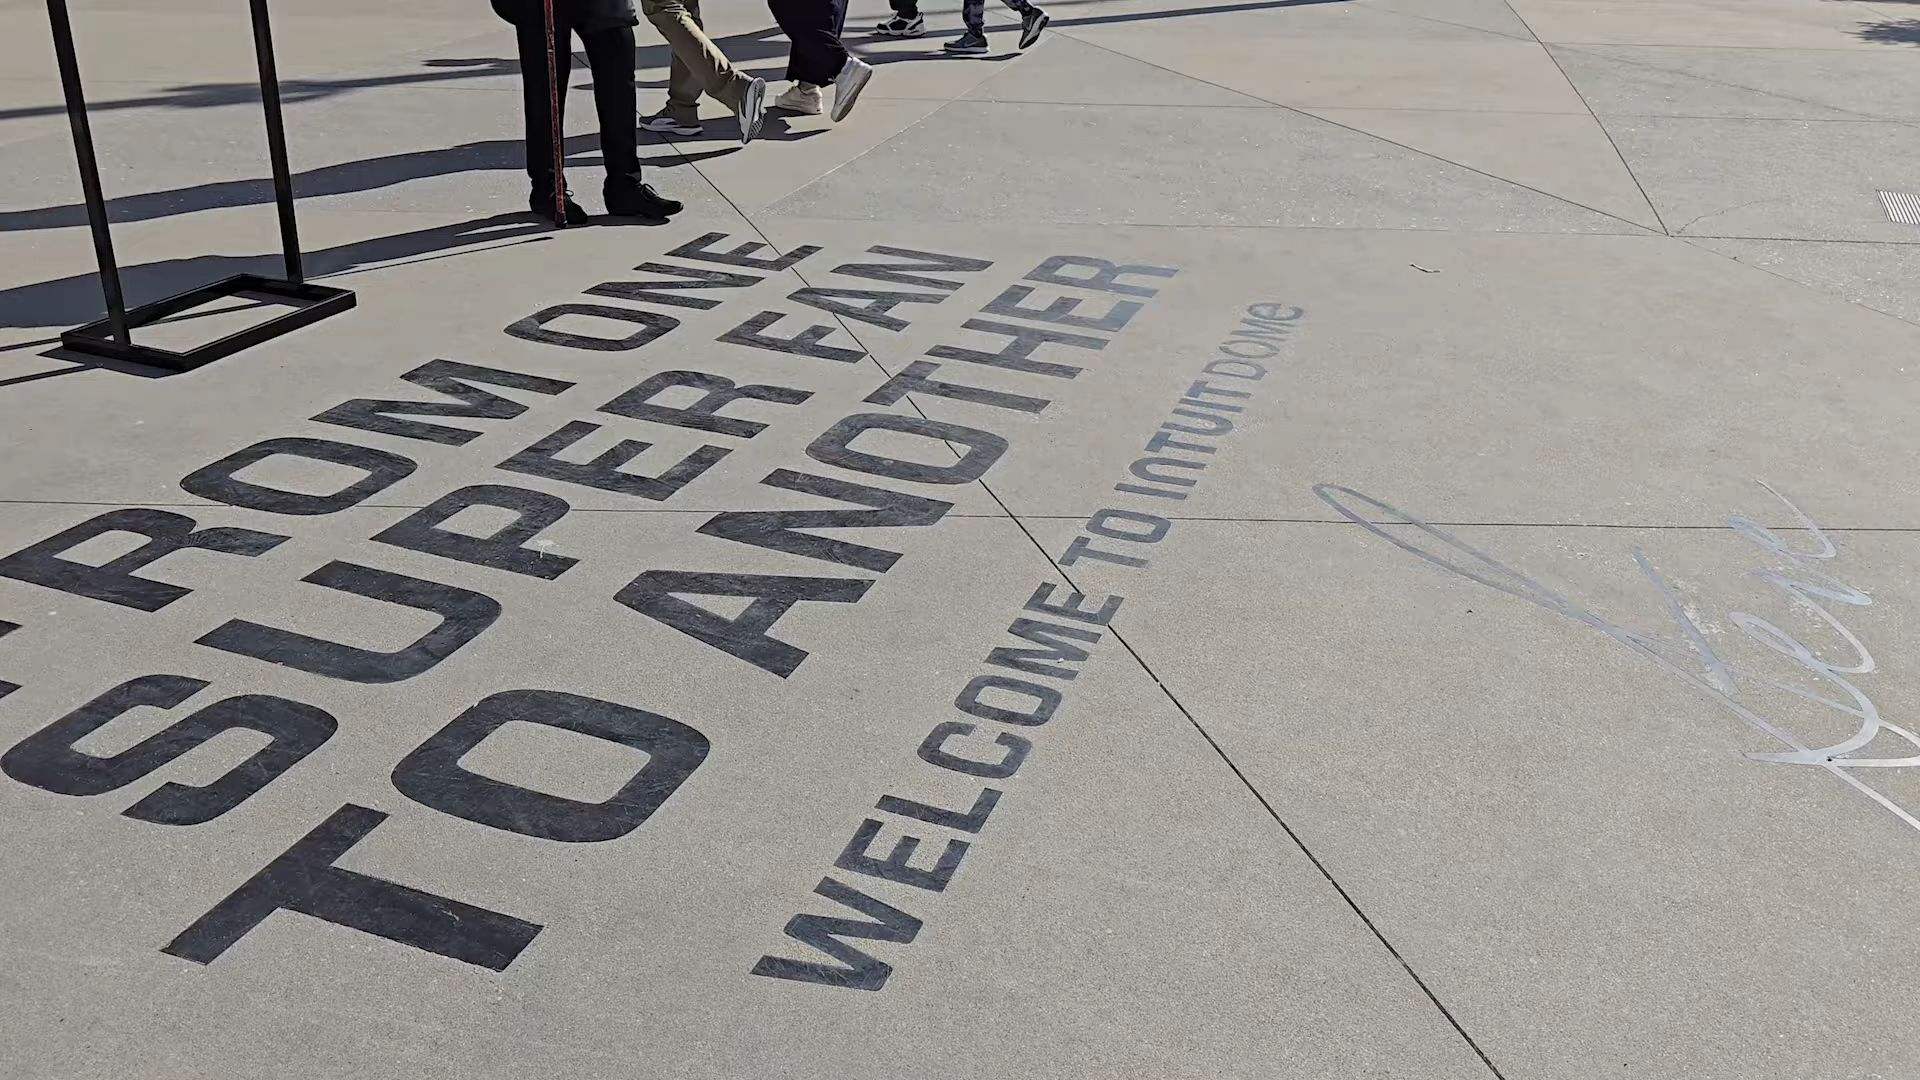 FROM ONE
SUPER FAN
TO ANOTHER
WELCOME TO INTUIT DOME